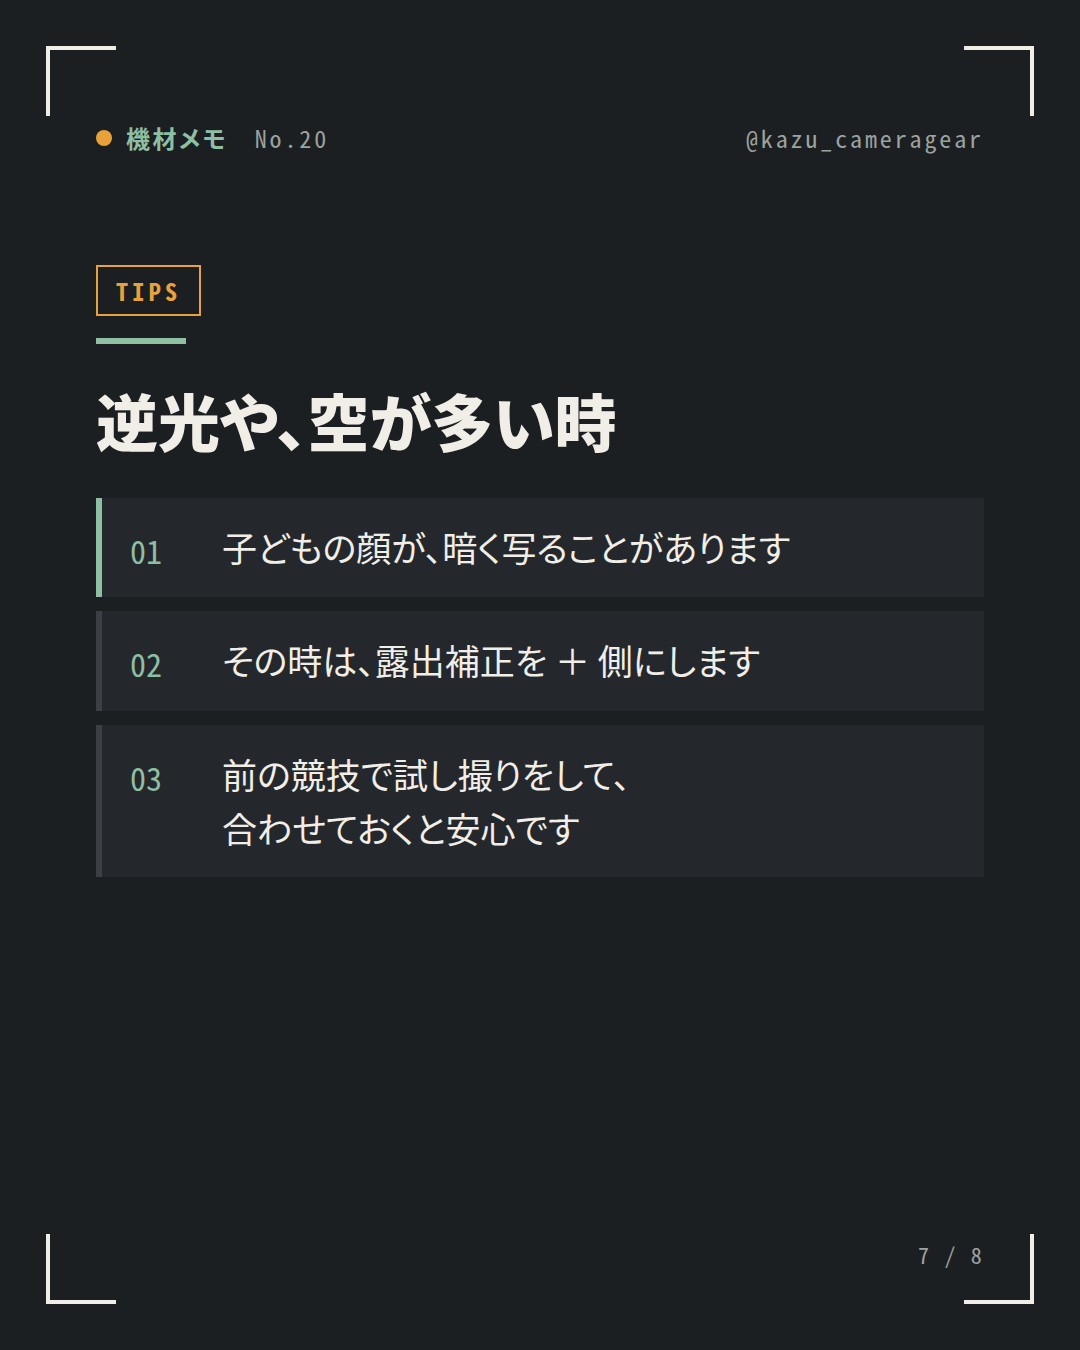 機材メモ No.20
@kazu_cameragear
TIPS
逆光や、空が多い時
01 子どもの顔が、暗く写ることがあります
02 その時は、露出補正を ＋ 側にします
03 前の競技で試し撮りをして、
合わせておくと安心です
7 / 8